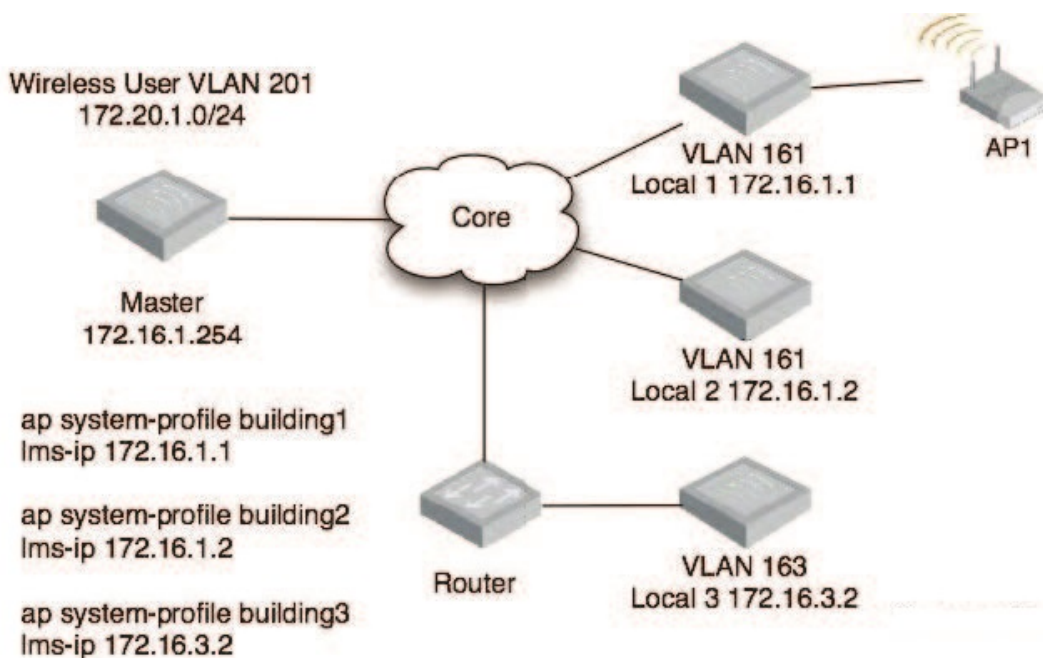 Wireless User VLAN 201
172.20.1.0/24
AP1
VLAN 161
Local 1 172.16.1.1
Core
Master
172.16.1.254
VLAN 161
Local 2 172.16.1.2
ap system-profile building1
lms-ip 172.16.1.1
ap system-profile building2
lms-ip 172.16.1.2
Router
VLAN 163
Local 3 172.16.3.2
ap system-profile building3
lms-ip 172.16.3.2